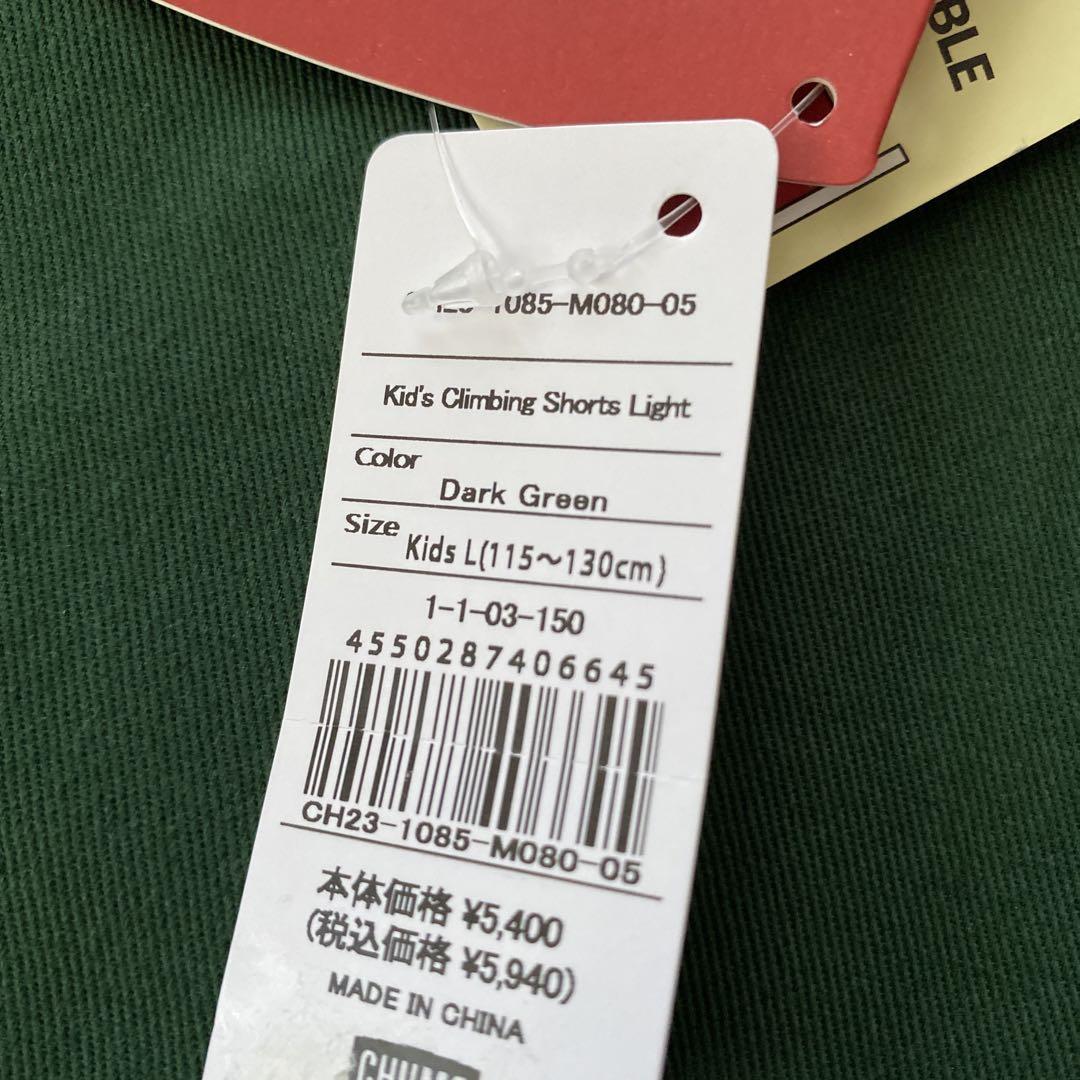 BLE
1085-M080-05
Kid's Climbing Shorts Light
Color
Dark Green
Size
Kids L(115～130cm)
1-1-03-150
4550287406645
CH23-1085-M080-05
本体価格 ¥5,400
(税込価格 ¥5,940)
MADE IN CHINA